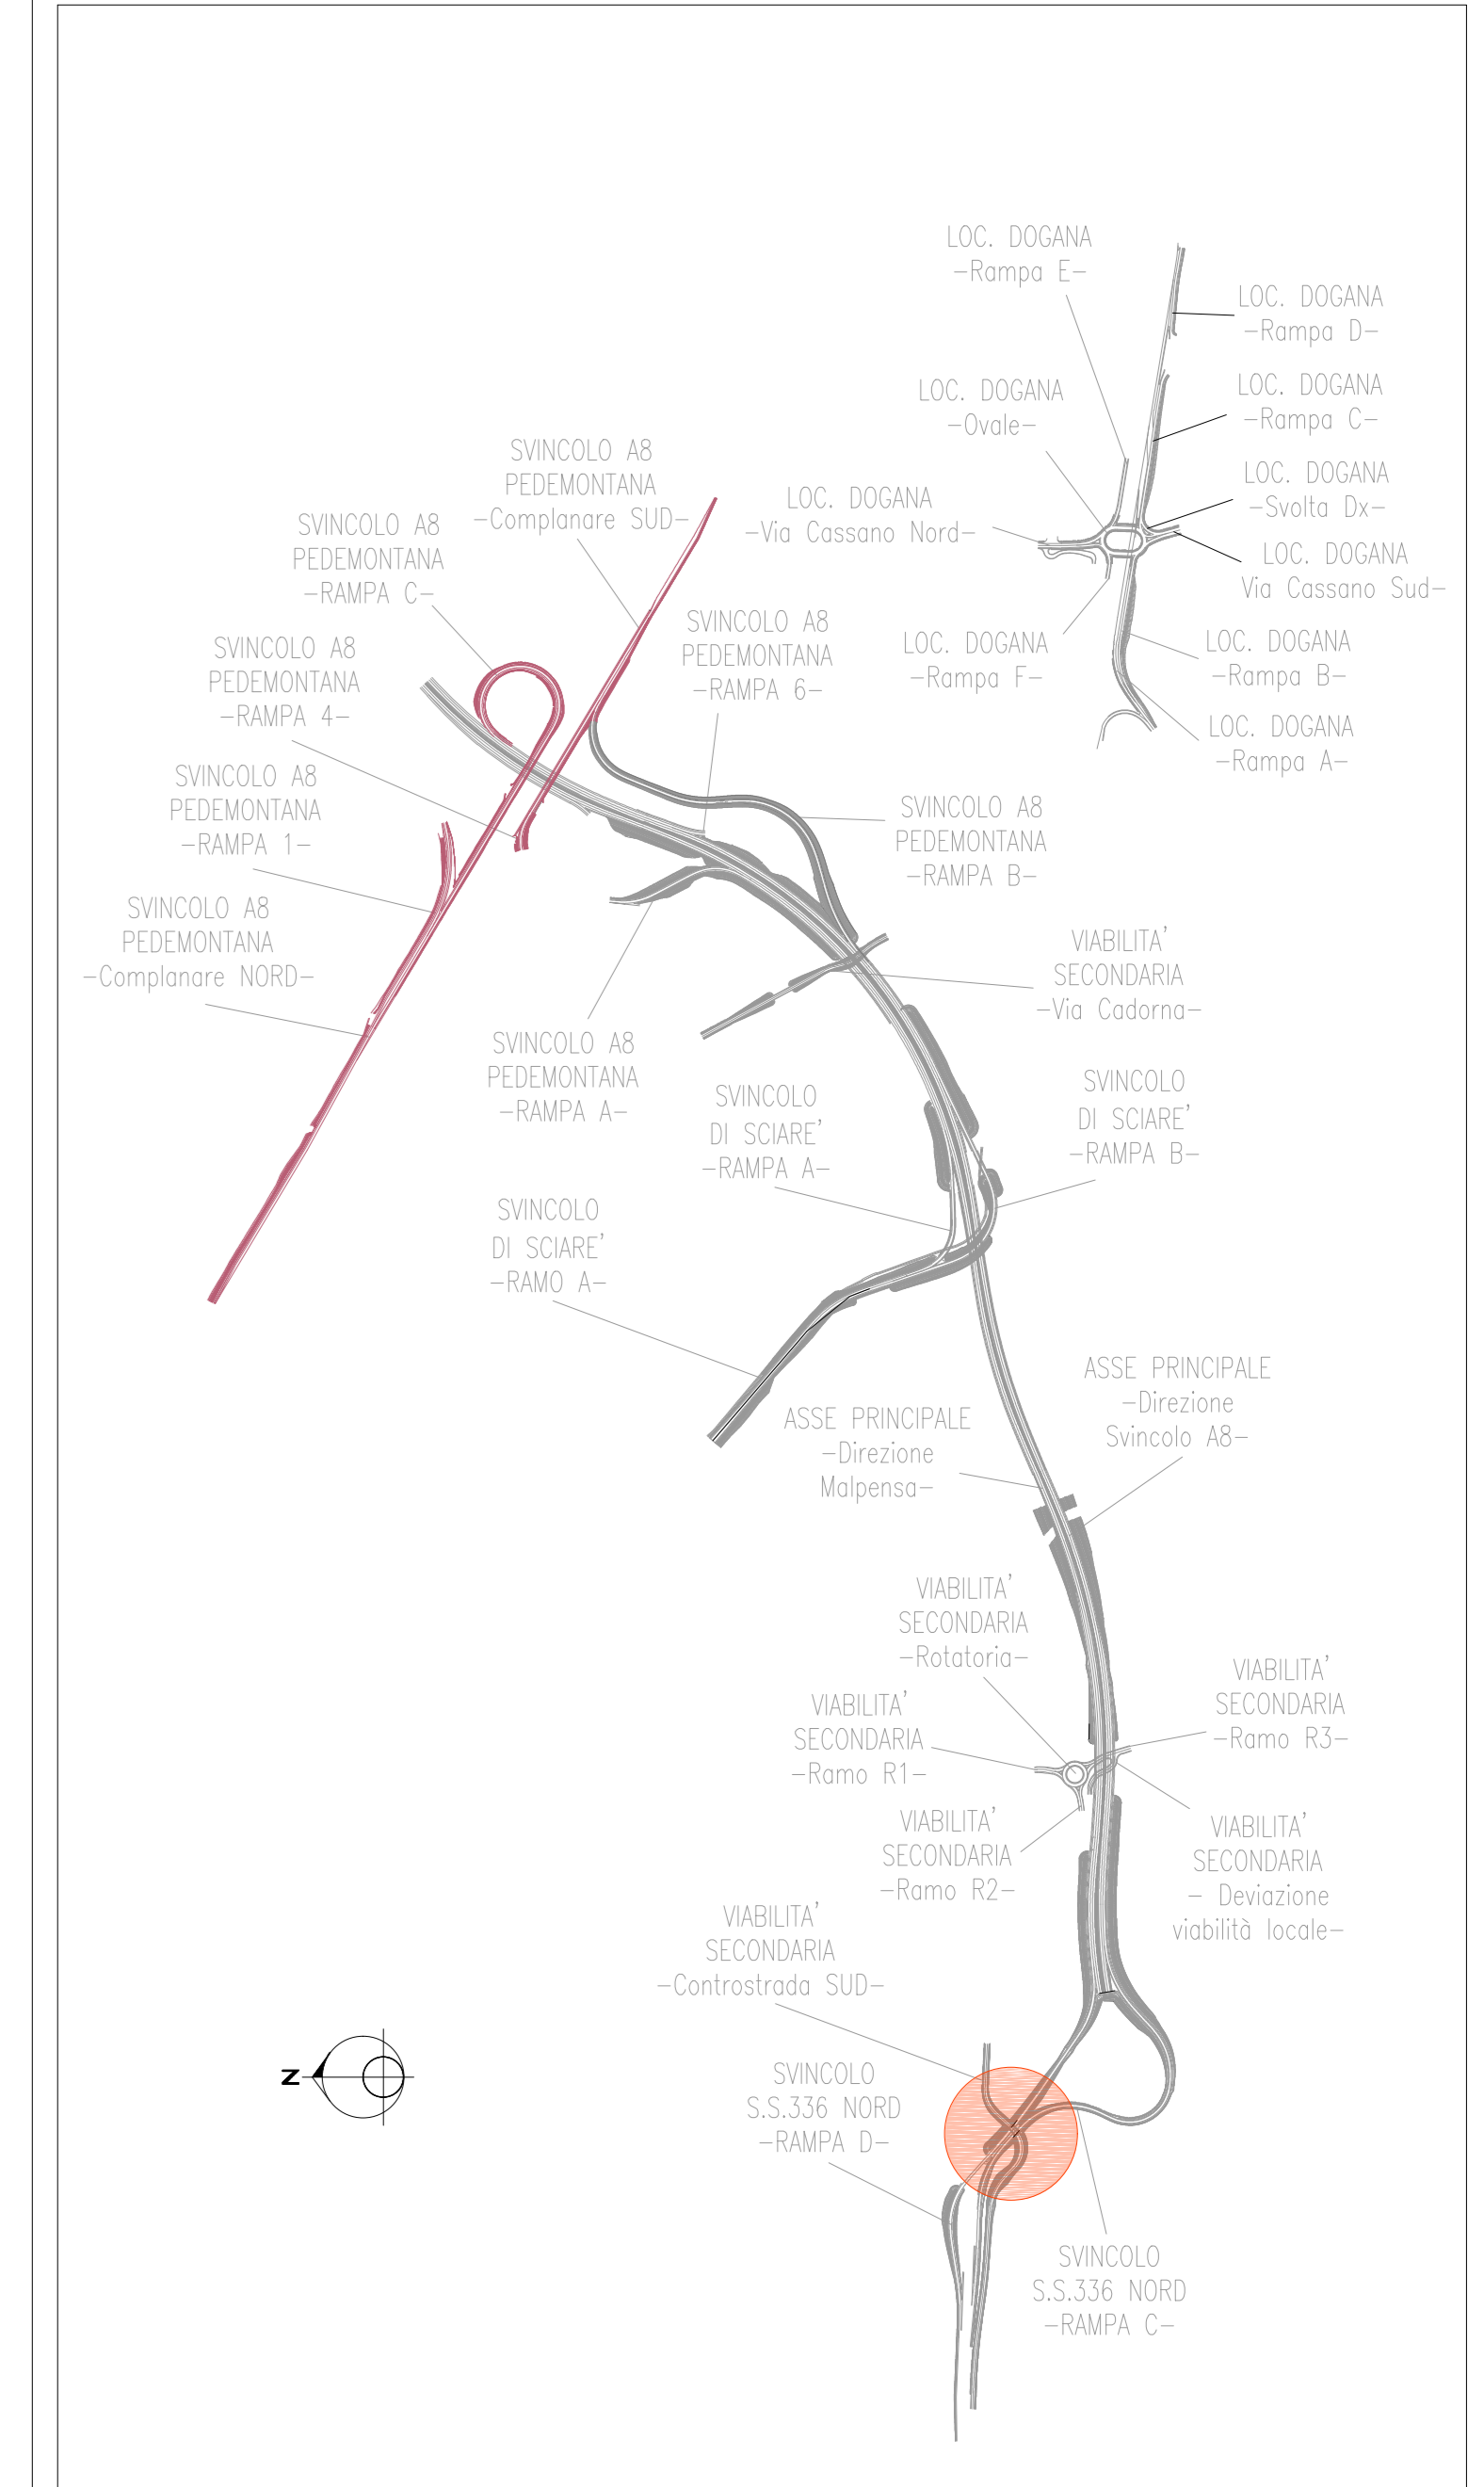 LOC. DOGANA
-Rampa E-
LOC. DOGANA
-Rampa D-
LOC. DOGANA
-Ovale-
LOC. DOGANA
-Rampa C-
SVINCOLO A8
PEDEMONTANA
-Complanare SUD-
LOC. DOGANA
-Svolta Dx-
LOC. DOGANA
-Via Cassano Nord-
SVINCOLO A8
PEDEMONTANA
-RAMPA C-
LOC. DOGANA
Via Cassano Sud-
SVINCOLO A8
PEDEMONTANA
-RAMPA 6-
LOC. DOGANA
-Rampa F-
LOC. DOGANA
-Rampa B-
SVINCOLO A8
PEDEMONTANA
-RAMPA 4-
LOC. DOGANA
-Rampa A-
SVINCOLO A8
PEDEMONTANA
-RAMPA 1-
SVINCOLO A8
PEDEMONTANA
-RAMPA B-
SVINCOLO A8
PEDEMONTANA
-Complanare NORD-
VIABILITA'
SECONDARIA
-Via Cadorna-
SVINCOLO A8
PEDEMONTANA
-RAMPA A-
SVINCOLO
DI SCIARE'
-RAMPA A-
SVINCOLO
DI SCIARE'
-RAMPA B-
SVINCOLO
DI SCIARE'
-RAMO A-
ASSE PRINCIPALE
-Direzione
Svincolo A8-
ASSE PRINCIPALE
-Direzione
Malpensa-
VIABILITA'
SECONDARIA
-Rotatoria-
VIABILITA'
SECONDARIA
-Ramo R3-
VIABILITA'
SECONDARIA
-Ramo R1-
VIABILITA'
SECONDARIA
-Ramo R2-
VIABILITA'
SECONDARIA
- Deviazione
viabilità locale-
VIABILITA'
SECONDARIA
-Controstrada SUD-
Z
SVINCOLO
S.S.336 NORD
-RAMPA D-
SVINCOLO
S.S.336 NORD
-RAMPA C-